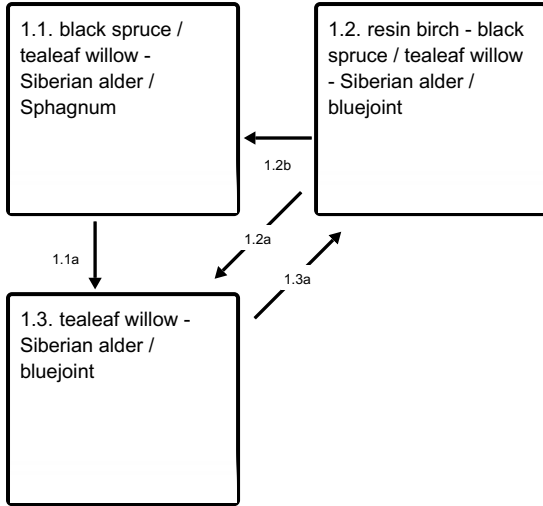 1.1. black spruce /
tealeaf willow -
Siberian alder /
Sphagnum
1.2. resin birch - black
spruce / tealeaf willow
- Siberian alder /
bluejoint
1.2b
1.2a
1.1a
1.3a
1.3. tealeaf willow -
Siberian alder /
bluejoint